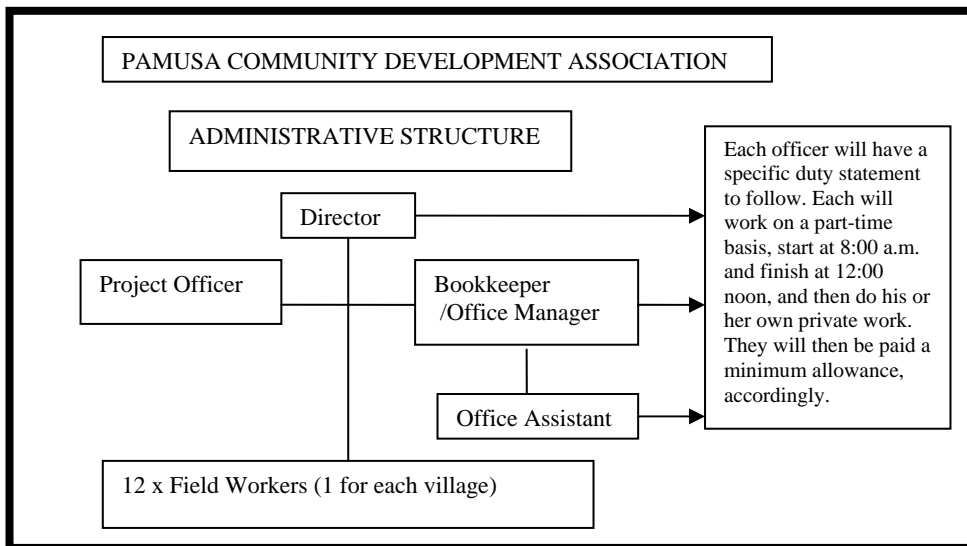 PAMUSA COMMUNITY DEVELOPMENT ASSOCIATION
ADMINISTRATIVE STRUCTURE
Director
Project Officer
Bookkeeper
/Office Manager
Office Assistant
12 x Field Workers (1 for each village)
Each officer will have a
specific duty statement
to follow. Each will
work on a part-time
basis, start at 8:00 a.m.
and finish at 12:00
noon, and then do his or
her own private work.
They will then be paid a
minimum allowance,
accordingly.